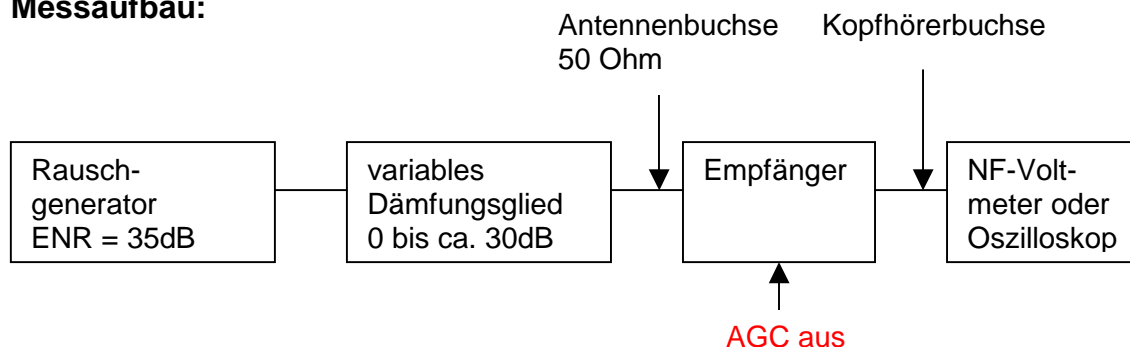 Messaufbau:
Antennenbuchse
50 Ohm
Kopfhörerbuchse
Rausch-
generator
ENR = 35dB
variables
Dämfungsglied
0 bis ca. 30dB
Empfänger
NF-Volt-
meter oder
Oszilloskop
AGC aus